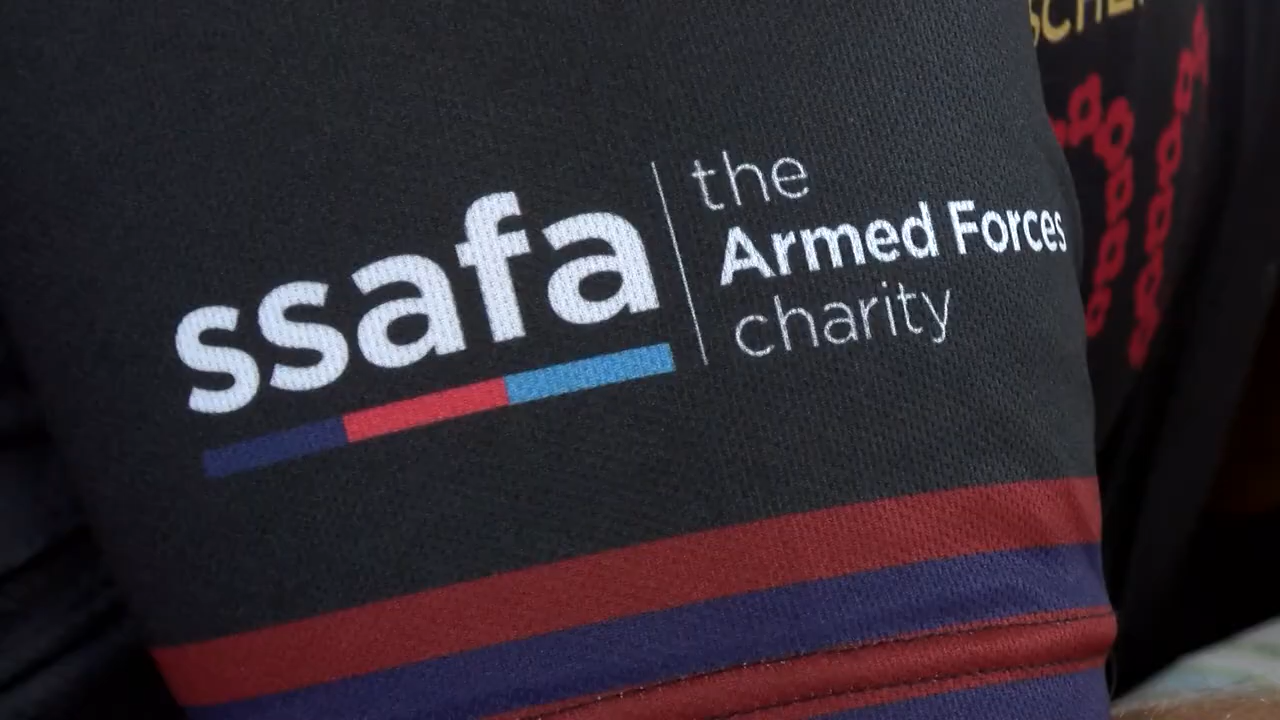 ssafa
the
Armed Forces
charity